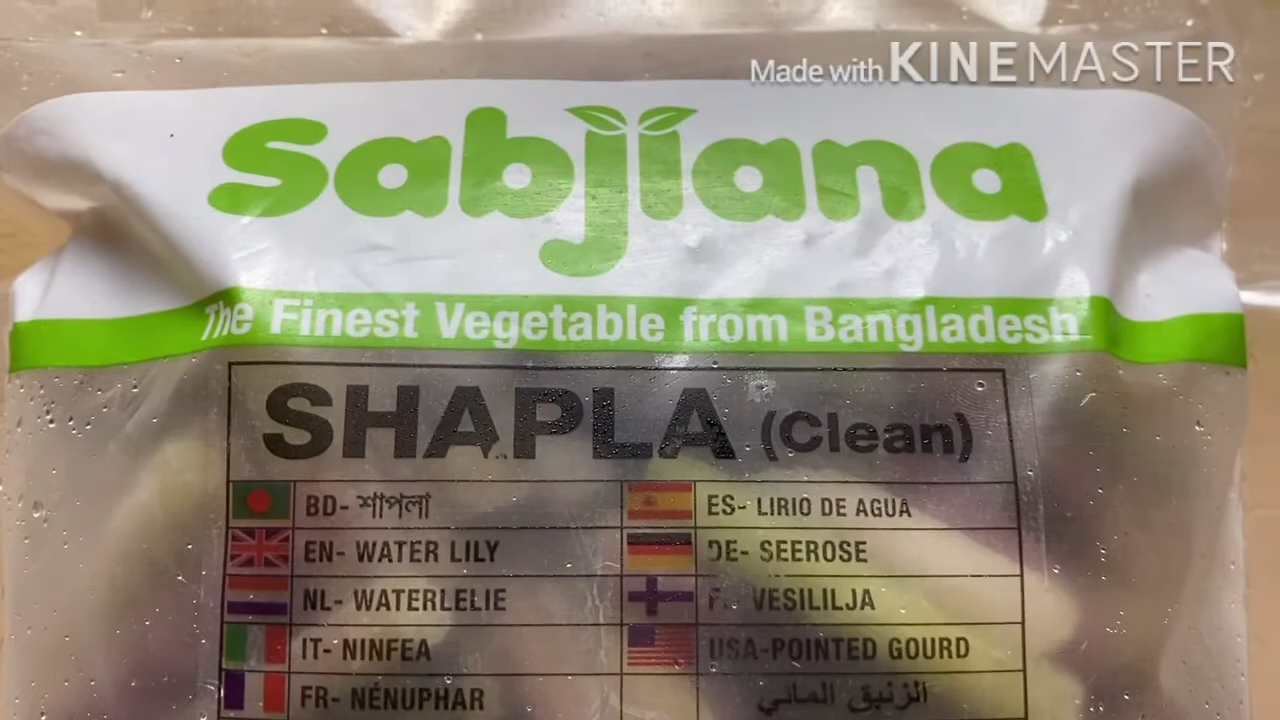 Made with KINEMASTER
Sabjiana
The Finest Vegetable from Bangladesh
SHAPLA (Clean)
BD- শাপলা
ES- LIRIO DE AGUA
EN- WATER LILY
DE- SEEROSE
NL- WATERLELIE
VESILILJA
IT- NINFEA
USA-POINTED GOURD
FR- NÉNUPHAR
الزنبق المائي